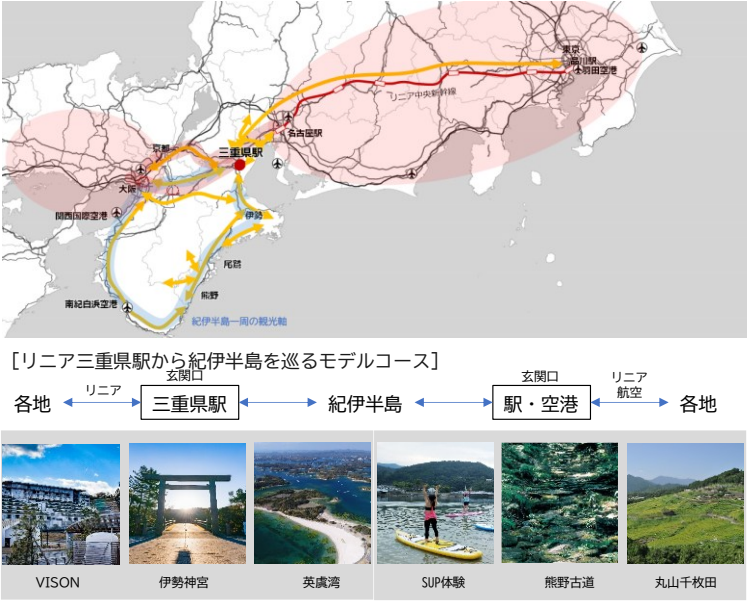 東京
品川駅
羽田空港
リニア中央新幹線
名古屋駅
京都
三重県駅
大阪
関西国際空港
伊勢
尾鷲
熊野
南紀白浜空港
紀伊半島一周の観光軸
[リニア三重県駅から紀伊半島を巡るモデルコース]
玄関口 玄関口
リニア リニア
航空
各地 三重県駅 紀伊半島 駅・空港 各地
VISON 伊勢神宮 英虞湾 SUP体験 熊野古道 丸山千枚田